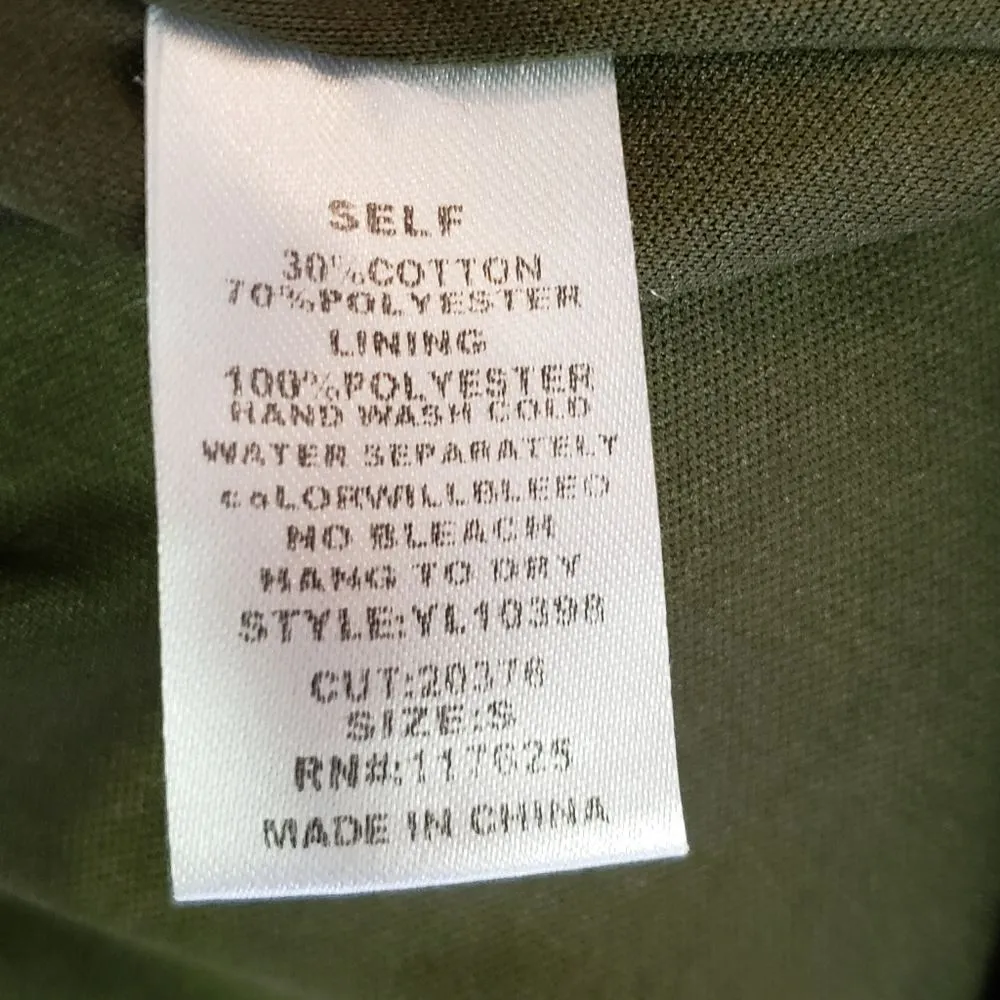 SELF
30%COTTON
70%POLYESTER
LINING
100%POLYESTER
HAND WASH COLD
WATER SEPARATELY
coLORWILLBLEED
NO BLEACH
HANG TO DRY
STYLE:YL10398
CUT:20376
SIZE:S
RN#:117625
MADE IN CHINA